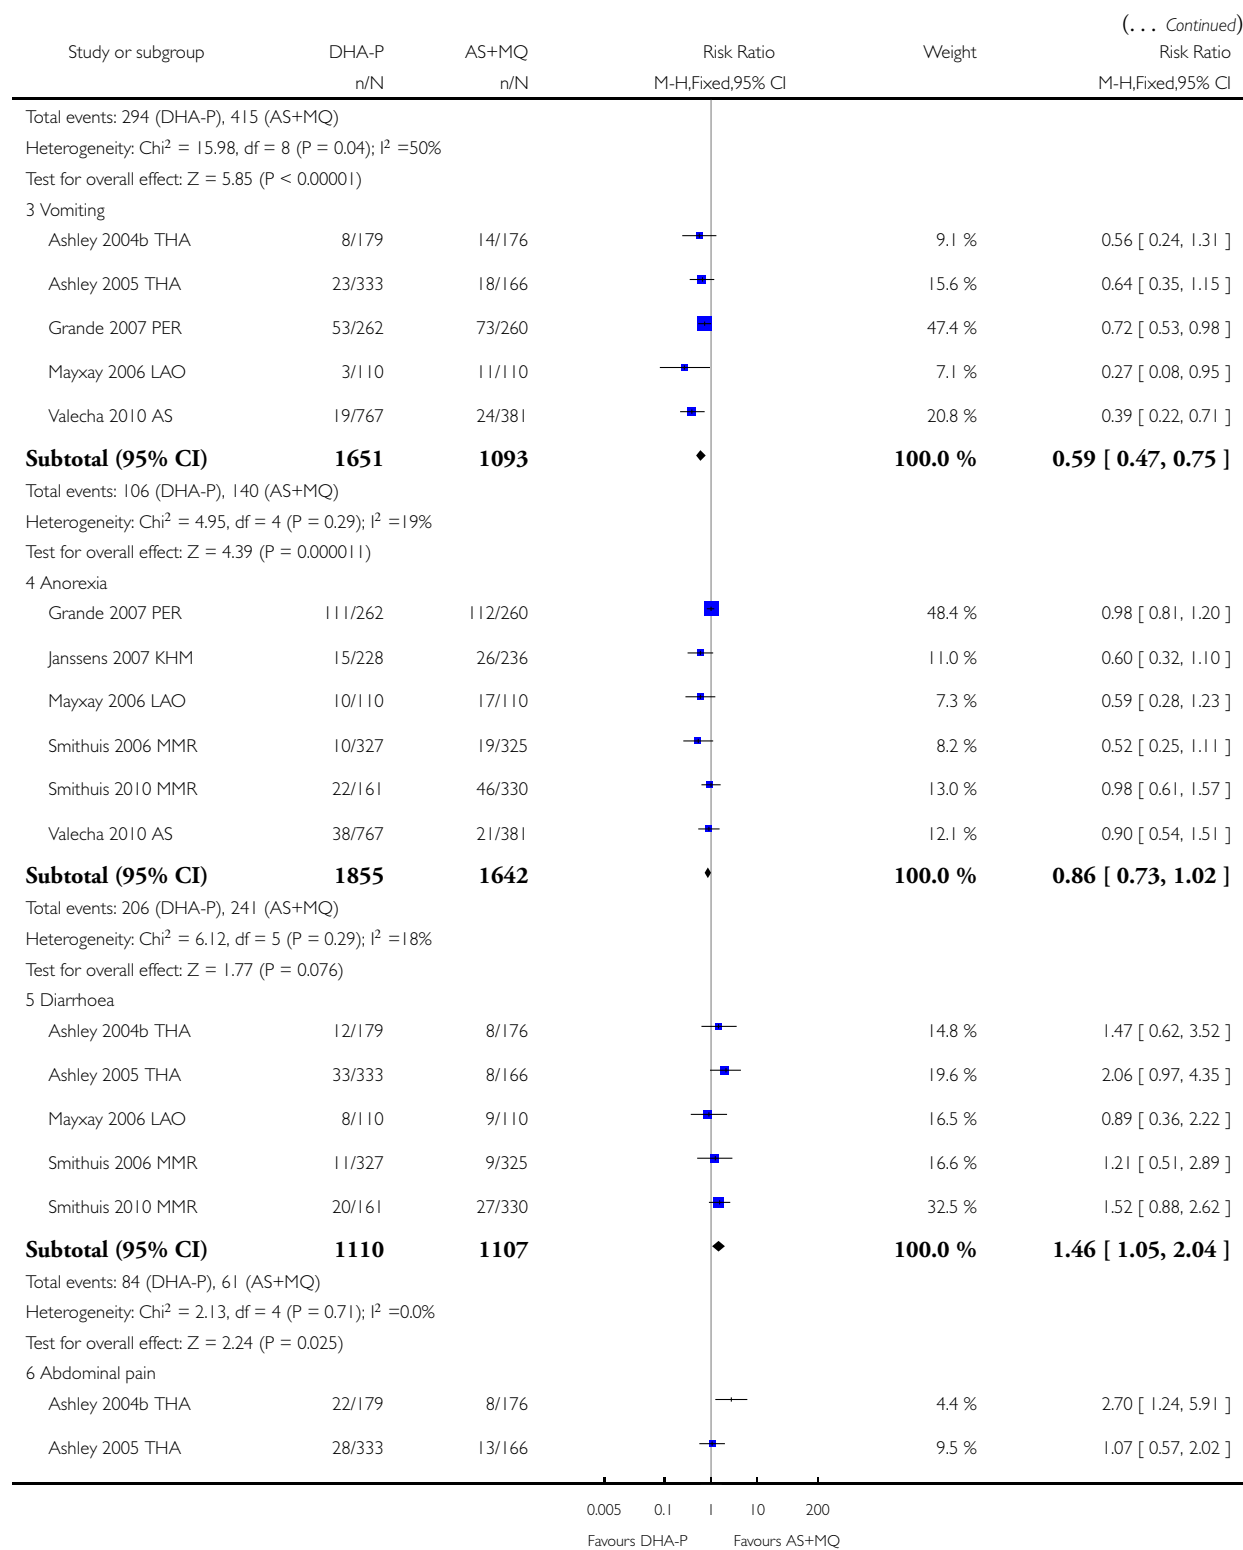 (... Continued)
Study or subgroup DHA-P AS+MQ Risk Ratio Weight Risk Ratio
n/N n/N M-H,Fixed,95% CI M-H,Fixed,95% CI
Total events: 294 (DHA-P), 415 (AS+MQ)
Heterogeneity: Chi² = 15.98, df = 8 (P = 0.04); I² =50%
Test for overall effect: Z = 5.85 (P < 0.00001)
3 Vomiting
Ashley 2004b THA 8/179 14/176 9.1 % 0.56 [ 0.24, 1.31 ]
Ashley 2005 THA 23/333 18/166 15.6 % 0.64 [ 0.35, 1.15 ]
Grande 2007 PER 53/262 73/260 47.4 % 0.72 [ 0.53, 0.98 ]
Mayxay 2006 LAO 3/110 11/110 7.1 % 0.27 [ 0.08, 0.95 ]
Valecha 2010 AS 19/767 24/381 20.8 % 0.39 [ 0.22, 0.71 ]
Subtotal (95% CI) 1651 1093 100.0 % 0.59 [ 0.47, 0.75 ]
Total events: 106 (DHA-P), 140 (AS+MQ)
Heterogeneity: Chi² = 4.95, df = 4 (P = 0.29); I² =19%
Test for overall effect: Z = 4.39 (P = 0.000011)
4 Anorexia
Grande 2007 PER 111/262 112/260 48.4 % 0.98 [ 0.81, 1.20 ]
Janssens 2007 KHM 15/228 26/236 11.0 % 0.60 [ 0.32, 1.10 ]
Mayxay 2006 LAO 10/110 17/110 7.3 % 0.59 [ 0.28, 1.23 ]
Smithuis 2006 MMR 10/327 19/325 8.2 % 0.52 [ 0.25, 1.11 ]
Smithuis 2010 MMR 22/161 46/330 13.0 % 0.98 [ 0.61, 1.57 ]
Valecha 2010 AS 38/767 21/381 12.1 % 0.90 [ 0.54, 1.51 ]
Subtotal (95% CI) 1855 1642 100.0 % 0.86 [ 0.73, 1.02 ]
Total events: 206 (DHA-P), 241 (AS+MQ)
Heterogeneity: Chi² = 6.12, df = 5 (P = 0.29); I² =18%
Test for overall effect: Z = 1.77 (P = 0.076)
5 Diarrhoea
Ashley 2004b THA 12/179 8/176 14.8 % 1.47 [ 0.62, 3.52 ]
Ashley 2005 THA 33/333 8/166 19.6 % 2.06 [ 0.97, 4.35 ]
Mayxay 2006 LAO 8/110 9/110 16.5 % 0.89 [ 0.36, 2.22 ]
Smithuis 2006 MMR 11/327 9/325 16.6 % 1.21 [ 0.51, 2.89 ]
Smithuis 2010 MMR 20/161 27/330 32.5 % 1.52 [ 0.88, 2.62 ]
Subtotal (95% CI) 1110 1107 100.0 % 1.46 [ 1.05, 2.04 ]
Total events: 84 (DHA-P), 61 (AS+MQ)
Heterogeneity: Chi² = 2.13, df = 4 (P = 0.71); I² =0.0%
Test for overall effect: Z = 2.24 (P = 0.025)
6 Abdominal pain
Ashley 2004b THA 22/179 8/176 4.4 % 2.70 [ 1.24, 5.91 ]
Ashley 2005 THA 28/333 13/166 9.5 % 1.07 [ 0.57, 2.02 ]
0.005 0.1 1 10 200
Favours DHA-P Favours AS+MQ